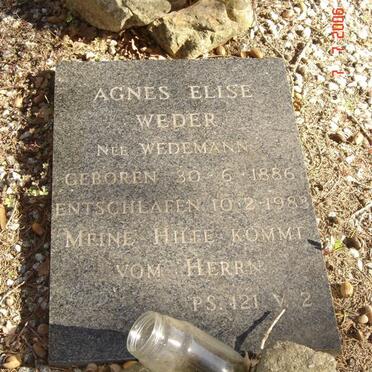 AGNES ELISE
WEDER
NEE WEDEMANN
GEBOREN 30·6·1886
ENTSCHLAFEN 10·2·1983
MEINE HILFE KOMMT
VOM HERRN
PS. 121 V. 2
7 7 2006